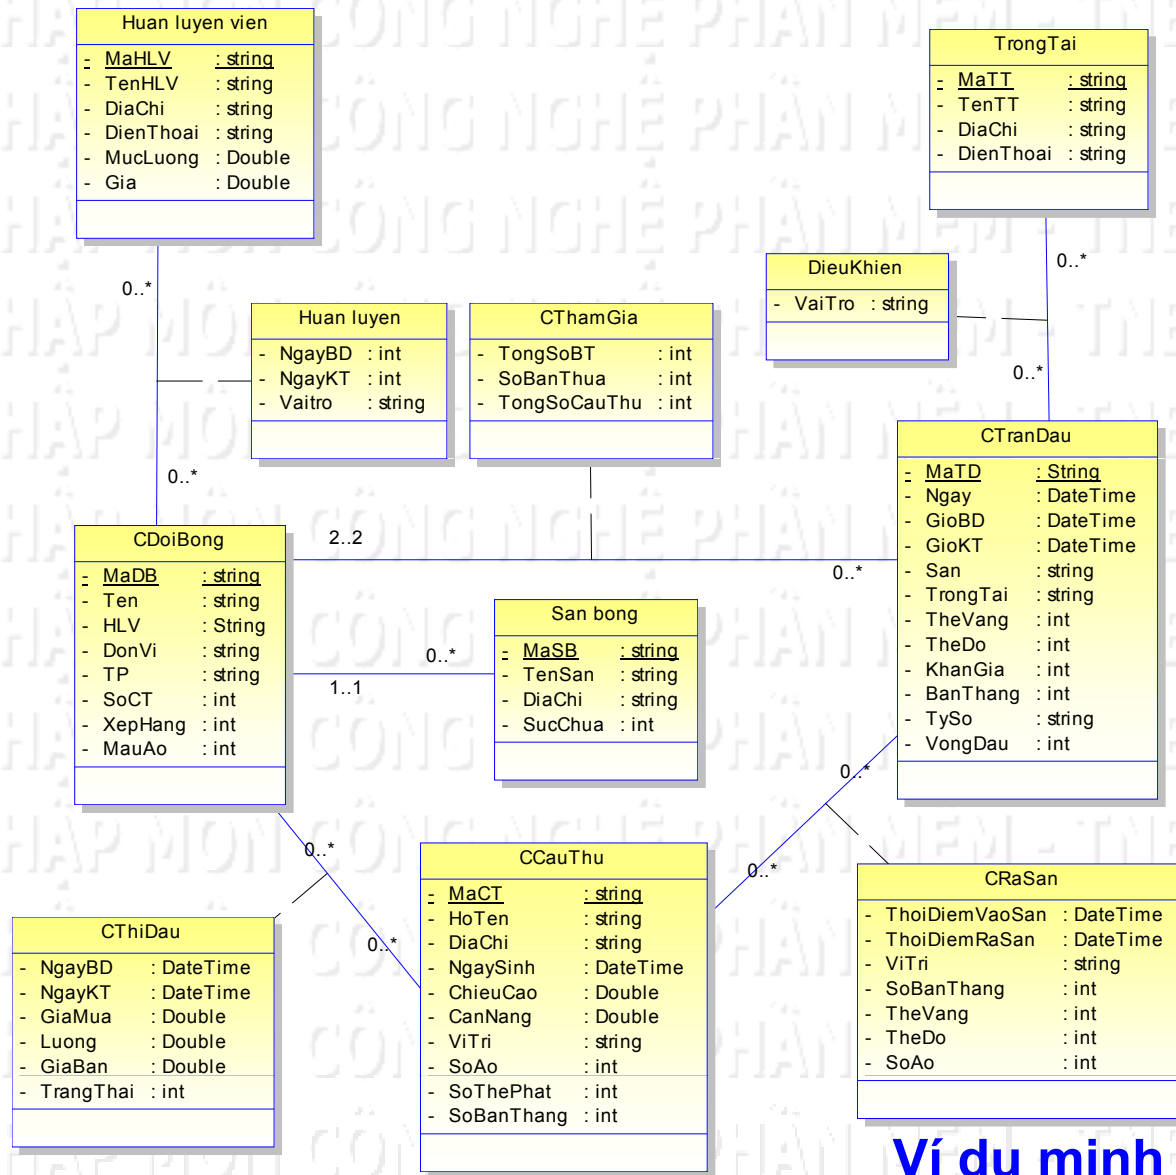 Huan luyen vien
- MaHLV : string
- TenHLV : string
- DiaChi : string
- DienThoai : string
- MucLuong : Double
- Gia : Double
TrongTai
- MaTT : string
- TenTT : string
- DiaChi : string
- DienThoai : string
0..*
0..*
DieuKhien
- VaiTro : string
0..*
Huan luyen
- NgayBD : int
- NgayKT : int
- Vaitro : string
CThamGia
- TongSoBT : int
- SoBanThua : int
- TongSoCauThu : int
0..*
CTranDau
- MaTD : String
- Ngay : DateTime
- GioBD : DateTime
- GioKT : DateTime
- San : string
- TrongTai : string
- TheVang : int
- TheDo : int
- KhanGia : int
- BanThang : int
- TySo : string
- VongDau : int
CDoiBong
- MaDB : string
- Ten : string
- HLV : String
- DonVi : string
- TP : string
- SoCT : int
- XepHang : int
- MauAo : int
2..2
0..*
San bong
- MaSB : string
- TenSan : string
- DiaChi : string
- SucChua : int
0..*
1..1
0..*
0..*
0..*
0..*
CCauThu
- MaCT : string
- HoTen : string
- DiaChi : string
- NgaySinh : DateTime
- ChieuCao : Double
- CanNang : Double
- ViTri : string
- SoAo : int
- SoThePhat : int
- SoBanThang : int
CRaSan
- ThoiDiemVaoSan : DateTime
- ThoiDiemRaSan : DateTime
- ViTri : string
- SoBanThang : int
- TheVang : int
- TheDo : int
- SoAo : int
CThiDau
- NgayBD : DateTime
- NgayKT : DateTime
- GiaMua : Double
- Luong : Double
- GiaBan : Double
- TrangThai : int
Ví dụ minh